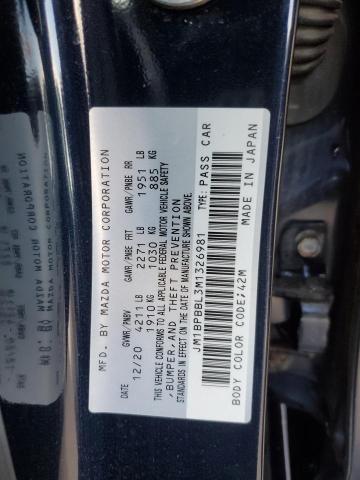 MFD. BY MAZDA MOTOR CORPORATION
DATE GVWR/PNBV GAWR/PNBE FRT GAWR/PNBE RR
12/20 4211 LB 2271 LB 1951 LB
1910 KG 1030 KG 885 KG
THIS VEHICLE CONFORMS TO ALL APPLICABLE FEDERAL MOTOR VEHICLE SAFETY
,BUMPER,AND THEFT PREVENTION
STANDARDS IN EFFECT ON THE DATE OF MANUFACTURE SHOWN ABOVE.
JM1BPBBL3M1326981 TYPE: PASS CAR
BODY COLOR CODE:42M MADE IN JAPAN
MAZDA MOTOR CORPORATION